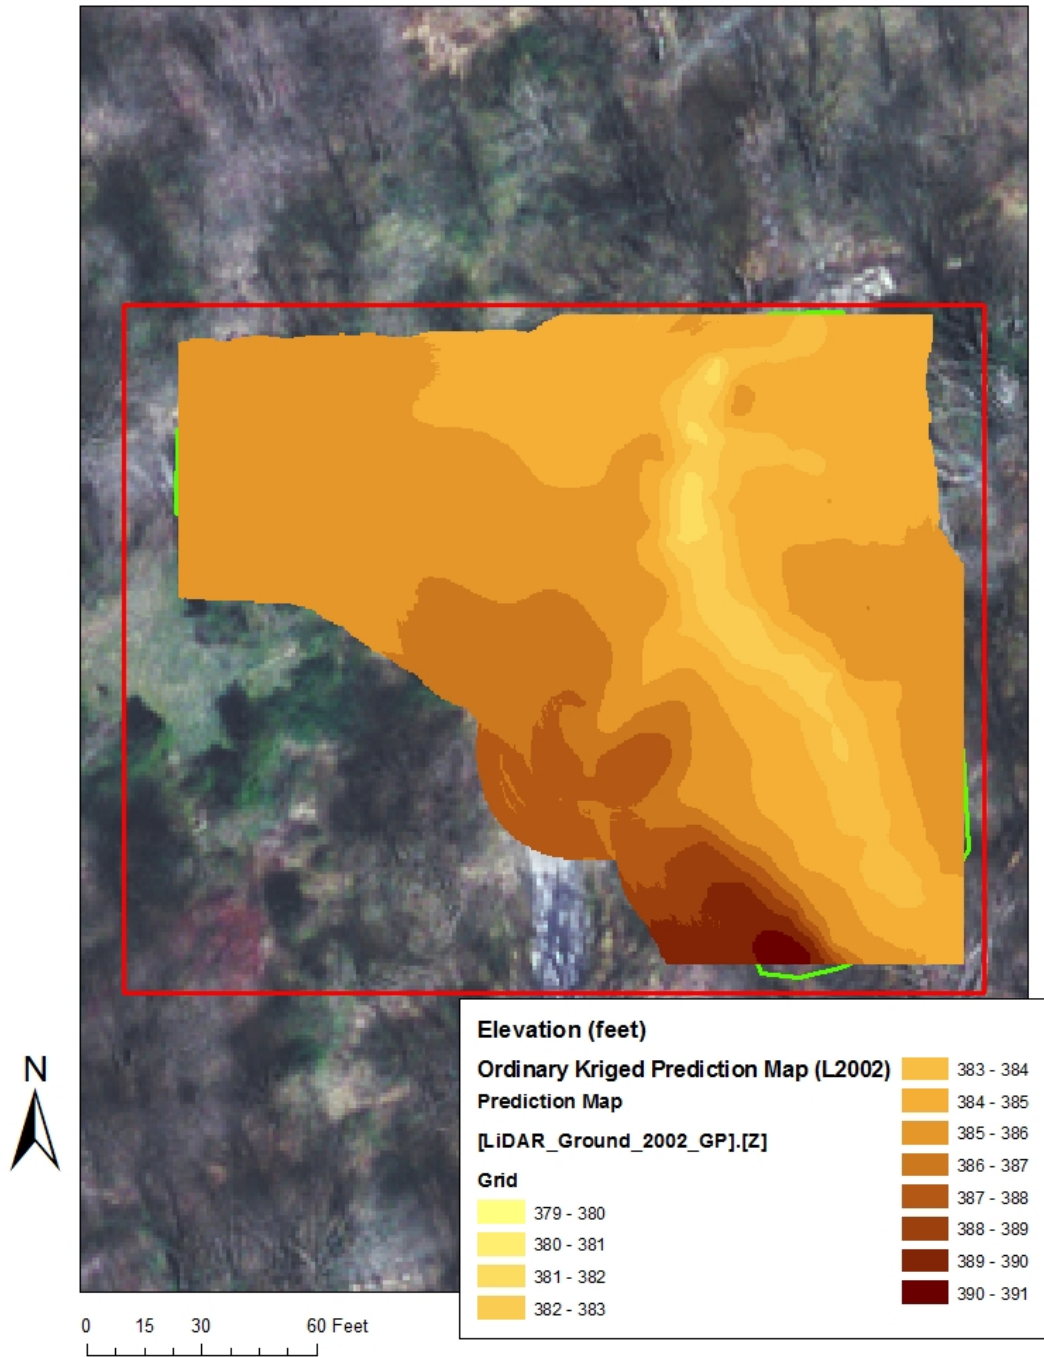 N
0 15 30 60 Feet
Elevation (feet)
Ordinary Kriged Prediction Map (L2002)
Prediction Map
[LiDAR_Ground_2002_GP].[Z]
Grid
379 - 380
380 - 381
381 - 382
382 - 383
383 - 384
384 - 385
385 - 386
386 - 387
387 - 388
388 - 389
389 - 390
390 - 391